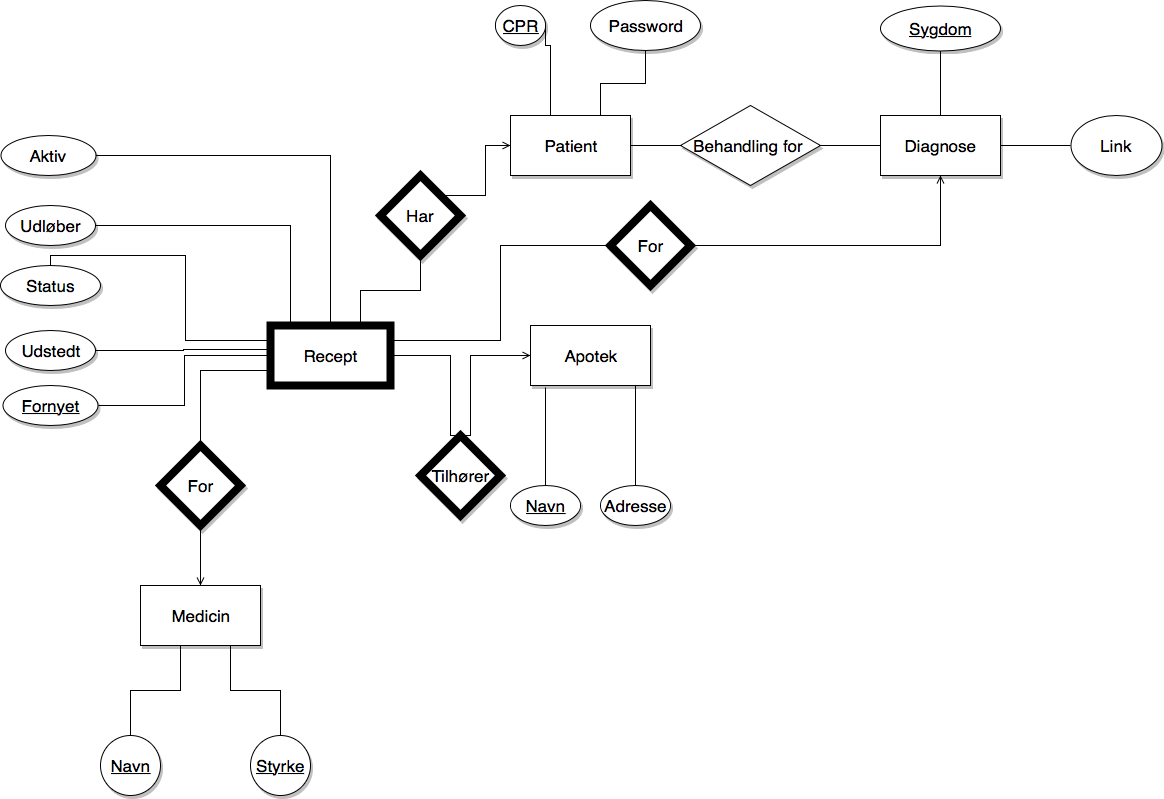 CPR
Password
Sygdom
Patient
Behandling for
Diagnose
Link
Aktiv
Har
Udløber
For
Status
Udstedt
Recept
Apotek
Fornyet
For
Tilhører
Navn
Adresse
Medicin
Navn
Styrke